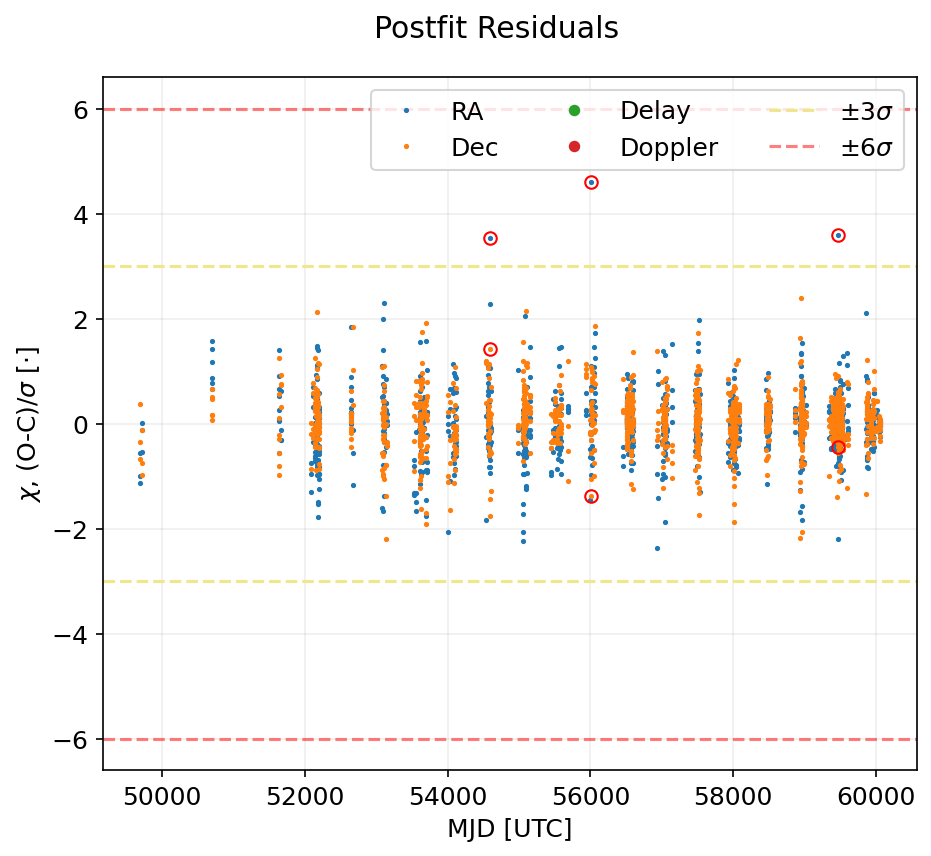 Postfit Residuals
χ, (O-C)/σ [·]
6
4
2
0
−2
−4
−6
RA
Dec
Delay
Doppler
±3σ
±6σ
50000 52000 54000 56000 58000 60000
MJD [UTC]